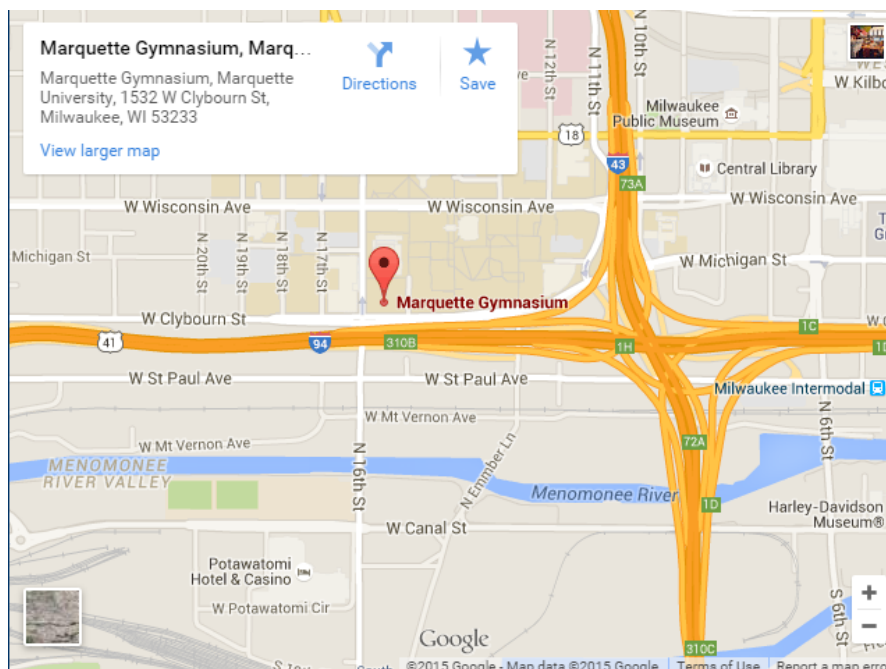 Marquette Gymnasium, Marq...
Marquette Gymnasium, Marquette
University, 1532 W Clybourn St,
Milwaukee, WI 53233
View larger map
Directions
Save
N 12th St
N 11th St
N 10th St
W Kilbo
18
Milwaukee
Public Museum
43
73A
Central Library
W Wisconsin Ave
W Wisconsin Ave
W Wisconsin Ave
Michigan St
N 20th St
N 19th St
N 18th St
N 17th St
W Michigan St
Marquette Gymnasium
W Clybourn St
41
94
310B
1H
1C
W St Paul Ave
W St Paul Ave
Milwaukee Intermodal
W Mt Vernon Ave
W Mt Vernon Ave
N 16th St
N Emmber Ln
72A
N 6th St
MENOMONEE
RIVER VALLEY
Menomonee River
1D
Harley-Davidson
Museum®
W Canal St
Potawatomi
Hotel & Casino
W Potawatomi Cir
S 6th St
+
−
Google
310C
©2015 Google - Map data ©2015 Google
Terms of Use
Report a map erro